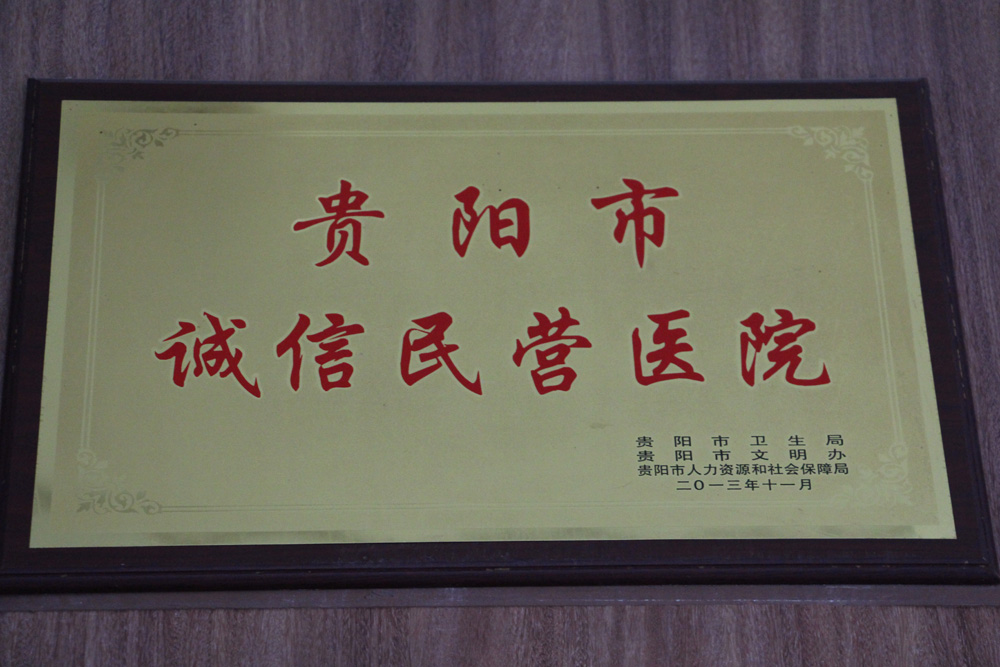 贵阳市
诚信民营医院
贵阳市卫生局
贵阳市文明办
贵阳市人力资源和社会保障局
二〇一三年十一月